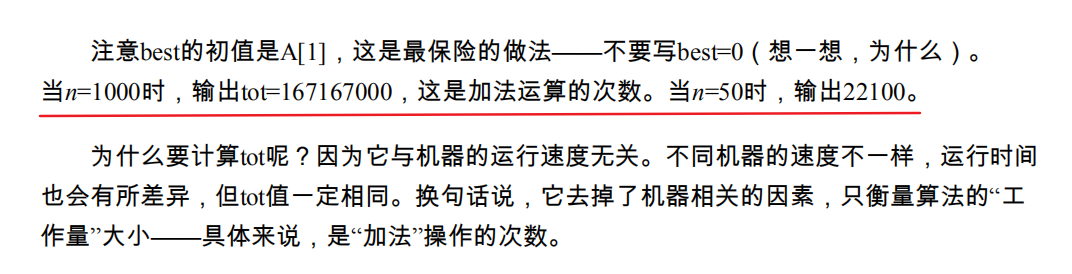 注意best的初值是A[1]，这是最保险的做法——不要写best=0（想一想，为什么）。
当n=1000时，输出tot=167167000，这是加法运算的次数。当n=50时，输出22100。
为什么要计算tot呢？因为它与机器的运行速度无关。不同机器的速度不一样，运行时间
也会有所差异，但tot值一定相同。换句话说，它去掉了机器相关的因素，只衡量算法的“工
作量”大小——具体来说，是“加法”操作的次数。